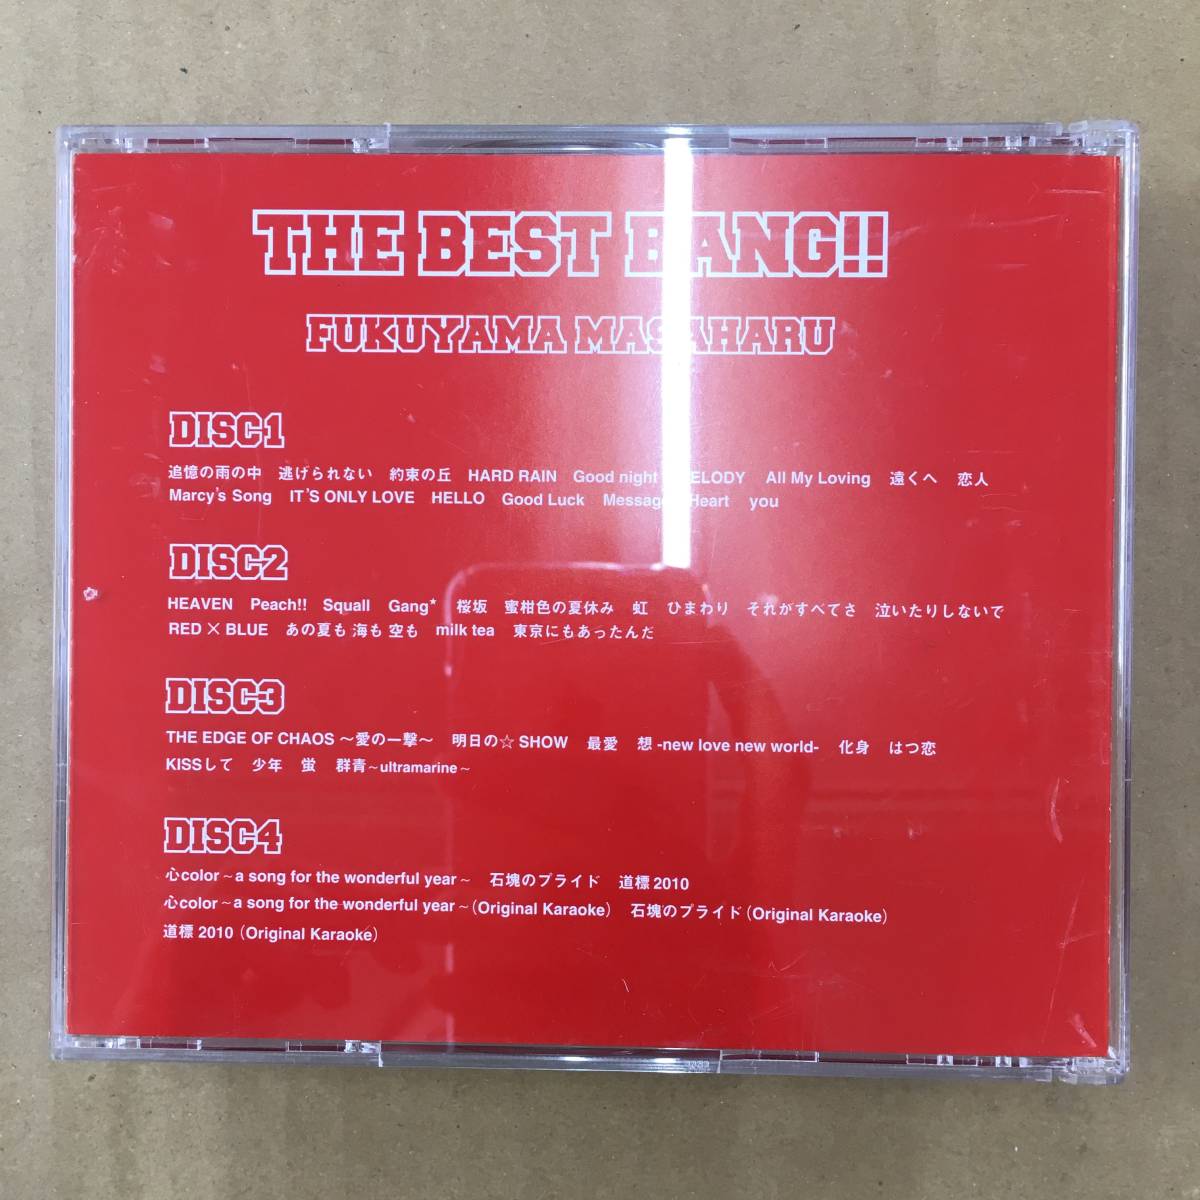 THE BEST BANG!!
FUKUYAMA MASAHARU
DISC1
追憶の雨の中 逃げられない 約束の丘 HARD RAIN Good night MELODY All My Loving 遠くへ 恋人
Marcy's Song IT'S ONLY LOVE HELLO Good Luck Message Heart you
DISC2
HEAVEN Peach!! Squall Gang* 桜坂 蜜柑色の夏休み 虹 ひまわり それがすべてさ 泣いたりしないで
RED×BLUE あの夏も 海も 空も milk tea 東京にもあったんだ
DISC3
THE EDGE OF CHAOS 〜愛の一撃〜 明日の☆SHOW 最愛 想 -new love new world- 化身 はつ恋
KISSして 少年 蛍 群青〜ultramarine〜
DISC4
心color〜a song for the wonderful year〜 石塊のプライド 道標2010
心color〜a song for the wonderful year〜(Original Karaoke) 石塊のプライド(Original Karaoke)
道標2010 (Original Karaoke)